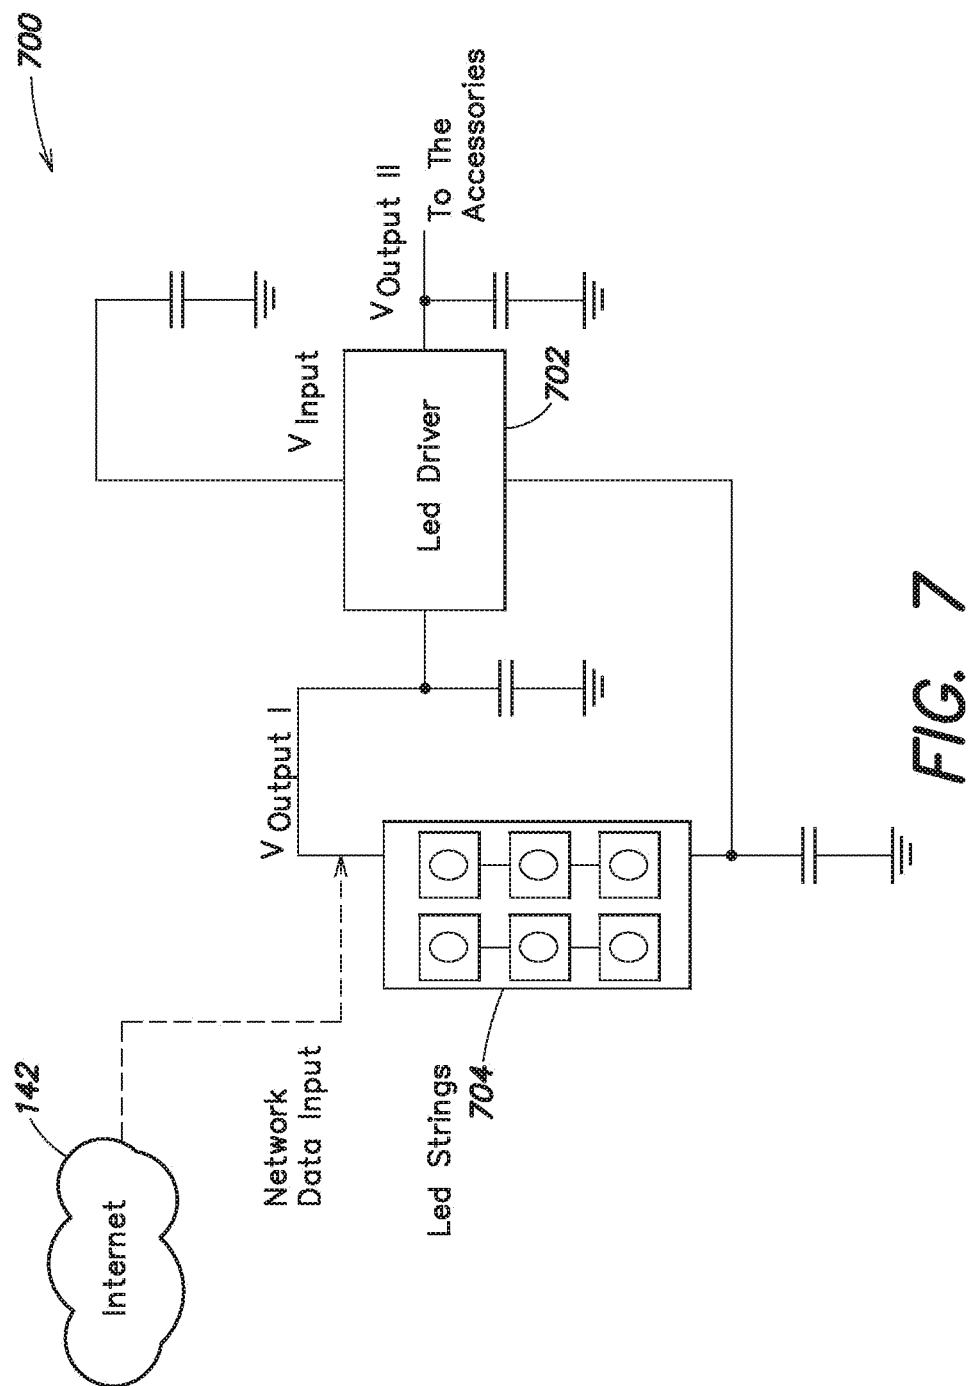 700
Internet
142
Network
Data Input
V Output I
V Input
V Output II
To The
Accessories
Led Driver
702
Led Strings
704
FIG. 7